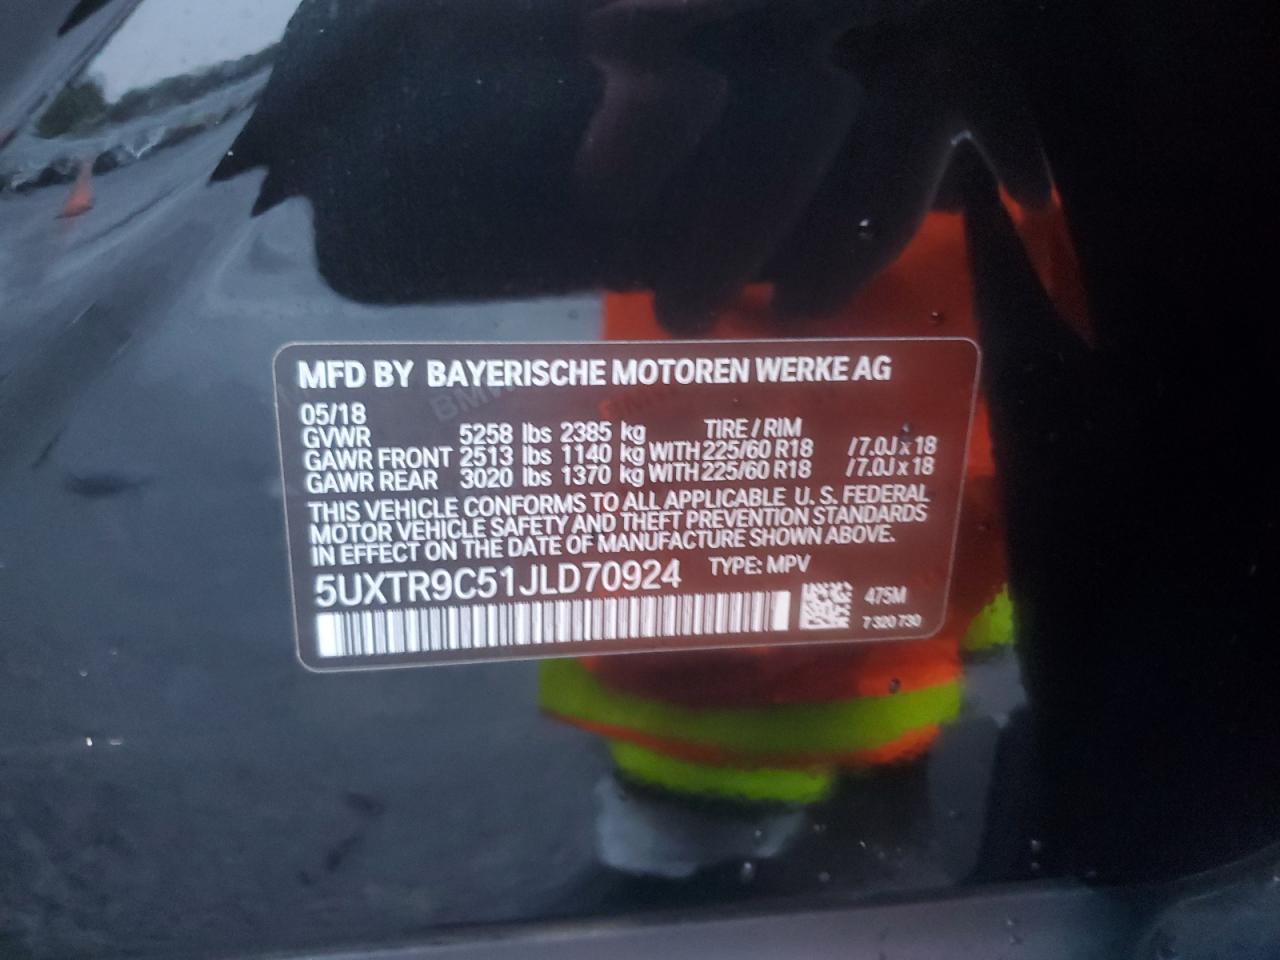 MFD BY BAYERISCHE MOTOREN WERKE AG
05/18
GVWR 5258 lbs 2385 kg TIRE / RIM
GAWR FRONT 2513 lbs 1140 kg WITH 225/60 R18 /7.0J x 18
GAWR REAR 3020 lbs 1370 kg WITH 225/60 R18 /7.0J x 18
THIS VEHICLE CONFORMS TO ALL APPLICABLE U. S. FEDERAL
MOTOR VEHICLE SAFETY AND THEFT PREVENTION STANDARDS
IN EFFECT ON THE DATE OF MANUFACTURE SHOWN ABOVE.
5UXTR9C51JLD70924 TYPE: MPV
475M
7 320 730